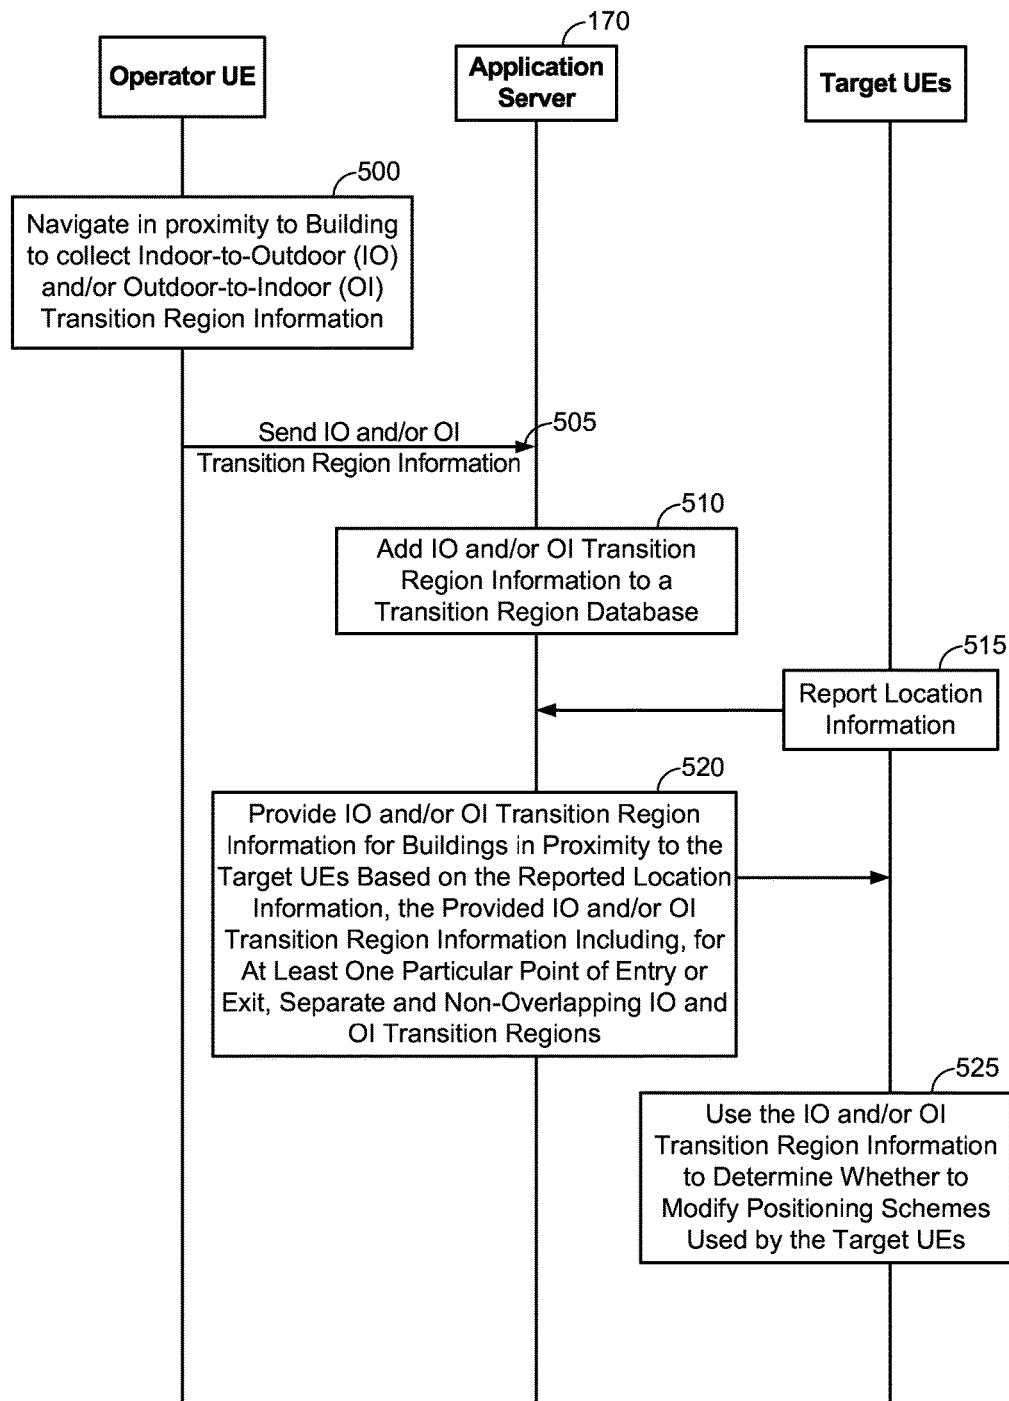 170
Operator UE
Application
Server
Target UEs
500
Navigate in proximity to Building
to collect Indoor-to-Outdoor (IO)
and/or Outdoor-to-Indoor (OI)
Transition Region Information
Send IO and/or OI
Transition Region Information
505
510
Add IO and/or OI Transition
Region Information to a
Transition Region Database
515
Report Location
Information
520
Provide IO and/or OI Transition Region
Information for Buildings in Proximity to the
Target UEs Based on the Reported Location
Information, the Provided IO and/or OI
Transition Region Information Including, for
At Least One Particular Point of Entry or
Exit, Separate and Non-Overlapping IO and
OI Transition Regions
525
Use the IO and/or OI
Transition Region Information
to Determine Whether to
Modify Positioning Schemes
Used by the Target UEs